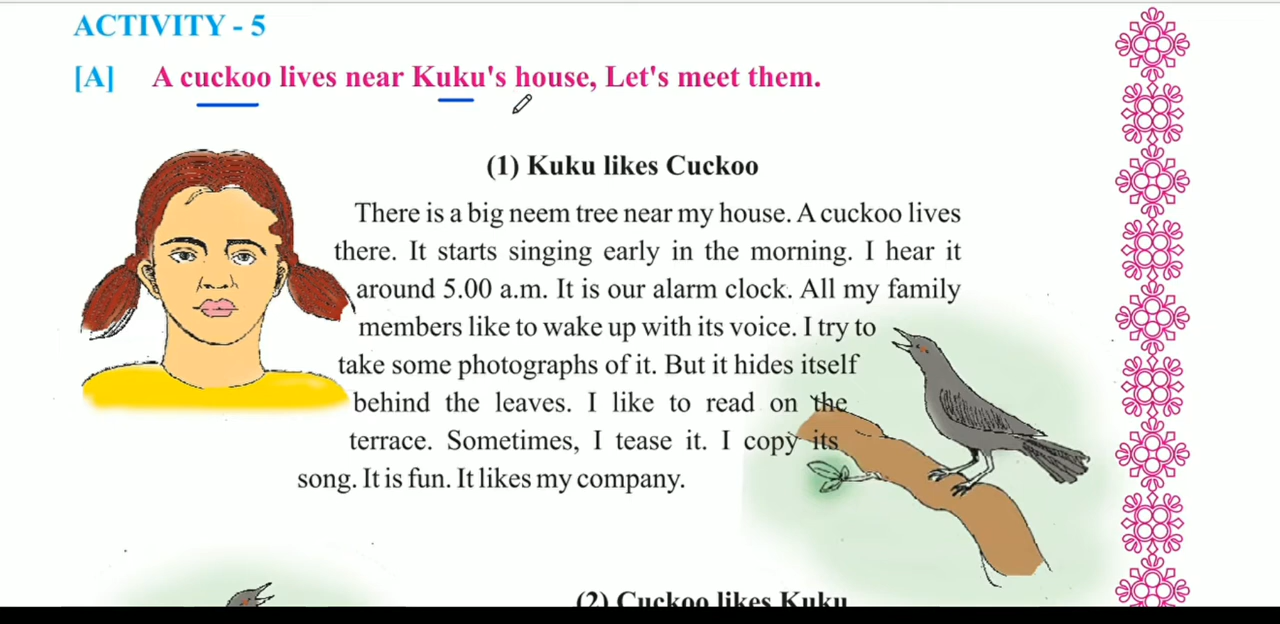 ACTIVITY - 5
[A] A cuckoo lives near Kuku's house, Let's meet them.
(1) Kuku likes Cuckoo
There is a big neem tree near my house. A cuckoo lives
there. It starts singing early in the morning. I hear it
around 5.00 a.m. It is our alarm clock. All my family
members like to wake up with its voice. I try to
take some photographs of it. But it hides itself
behind the leaves. I like to read on the
terrace. Sometimes, I tease it. I copy its
song. It is fun. It likes my company.
(2) Cuckoo likes Kuku